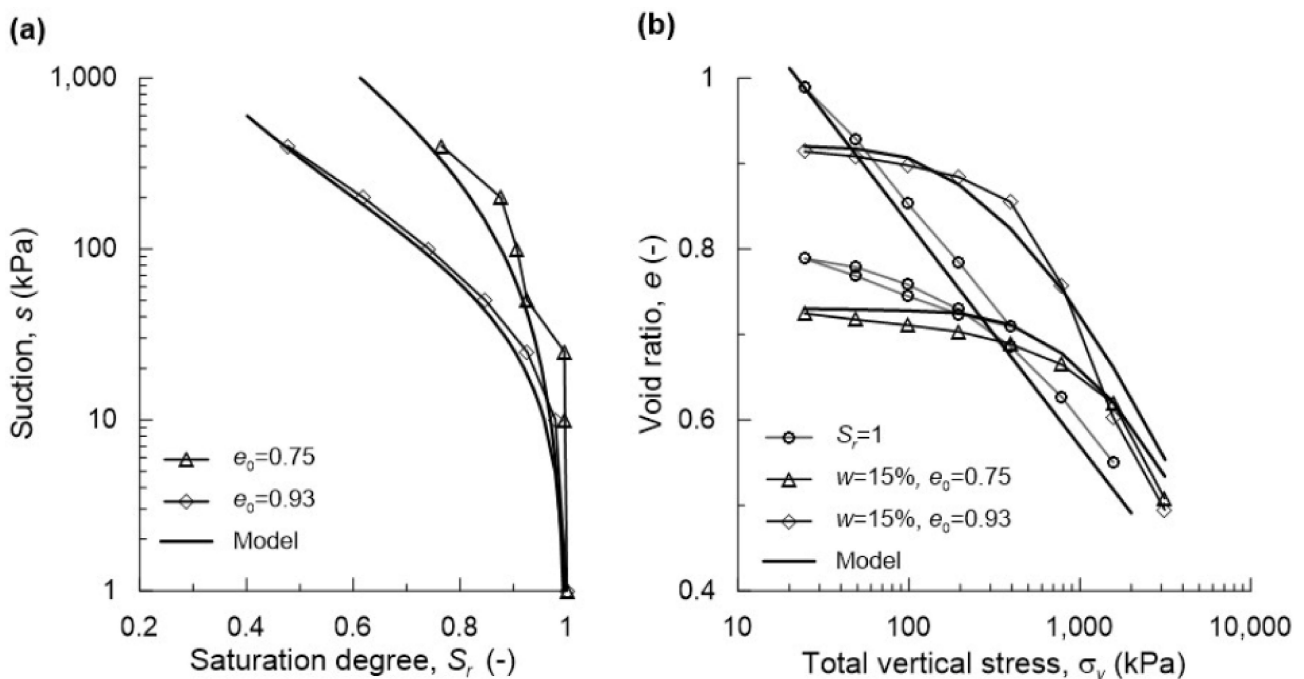 (a)
1,000
100
10
1
Suction, s (kPa)
e₀=0.75
e₀=0.93
Model
0.2
0.4
0.6
0.8
1
Saturation degree, Sᵣ (-)
(b)
1
0.8
0.6
0.4
Void ratio, e (-)
Sᵣ=1
w=15%, e₀=0.75
w=15%, e₀=0.93
Model
10
100
1,000
10,000
Total vertical stress, σᵥ (kPa)